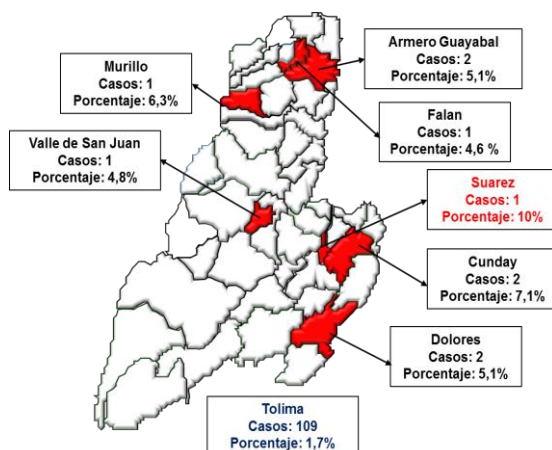 Murillo
Casos: 1
Porcentaje: 6,3%
Armero Guayabal
Casos: 2
Porcentaje: 5,1%
Falan
Casos: 1
Porcentaje: 4,6 %
Valle de San Juan
Casos: 1
Porcentaje: 4,8%
Suarez
Casos: 1
Porcentaje: 10%
Cunday
Casos: 2
Porcentaje: 7,1%
Dolores
Casos: 2
Porcentaje: 5,1%
Tolima
Casos: 109
Porcentaje: 1,7%